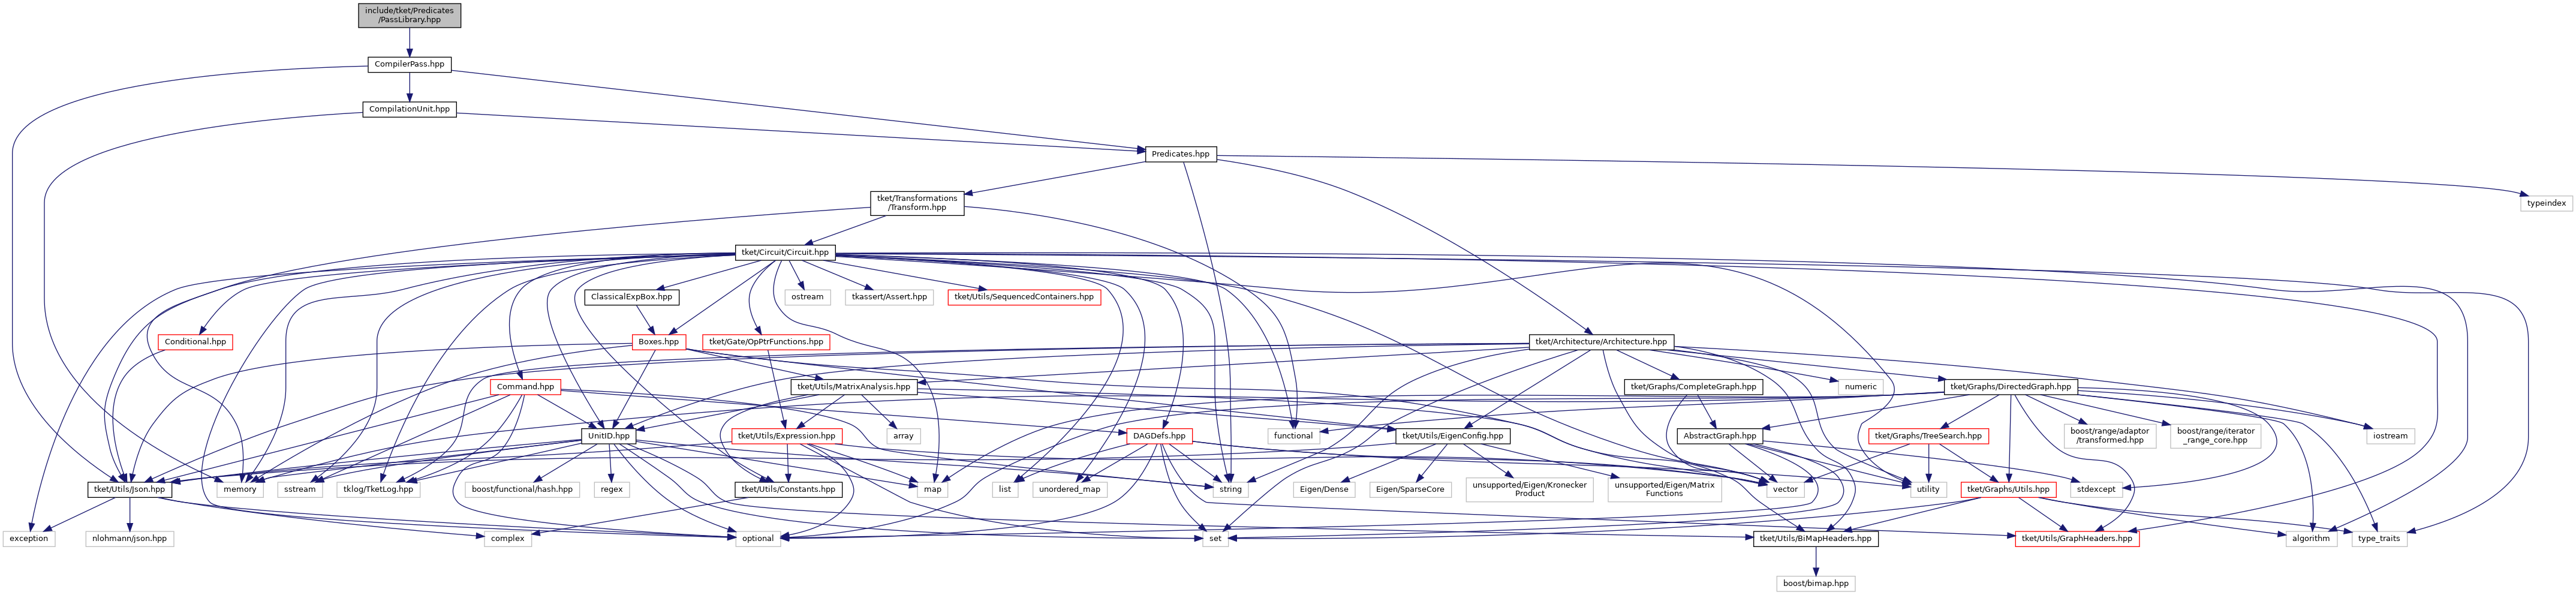 include/tket/Predicates
/PassLibrary.hpp
CompilerPass.hpp
CompilationUnit.hpp
Predicates.hpp
tket/Transformations
/Transform.hpp
typeindex
tket/Circuit/Circuit.hpp
ClassicalExpBox.hpp
ostream
tkassert/Assert.hpp
tket/Utils/SequencedContainers.hpp
Conditional.hpp
Boxes.hpp
tket/Gate/OpPtrFunctions.hpp
tket/Architecture/Architecture.hpp
Command.hpp
tket/Utils/MatrixAnalysis.hpp
tket/Graphs/CompleteGraph.hpp
numeric
tket/Graphs/DirectedGraph.hpp
UnitID.hpp
tket/Utils/Expression.hpp
array
DAGDefs.hpp
functional
tket/Utils/EigenConfig.hpp
AbstractGraph.hpp
tket/Graphs/TreeSearch.hpp
boost/range/adaptor
/transformed.hpp
boost/range/iterator
_range_core.hpp
iostream
tket/Utils/Json.hpp
memory
sstream
tklog/TketLog.hpp
boost/functional/hash.hpp
regex
tket/Utils/Constants.hpp
map
list
unordered_map
string
Eigen/Dense
Eigen/SparseCore
unsupported/Eigen/Kronecker
Product
unsupported/Eigen/Matrix
Functions
vector
utility
tket/Graphs/Utils.hpp
stdexcept
exception
nlohmann/json.hpp
complex
optional
set
tket/Utils/BiMapHeaders.hpp
tket/Utils/GraphHeaders.hpp
algorithm
type_traits
boost/bimap.hpp